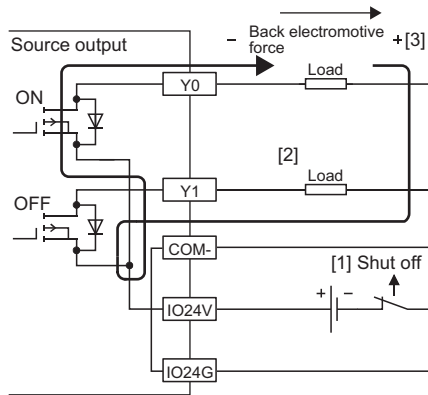 Source output
- Back electromotive force +[3]
Y0
Load
ON
[2]
Y1
Load
OFF
COM-
[1] Shut off
+ -
IO24V
IO24G